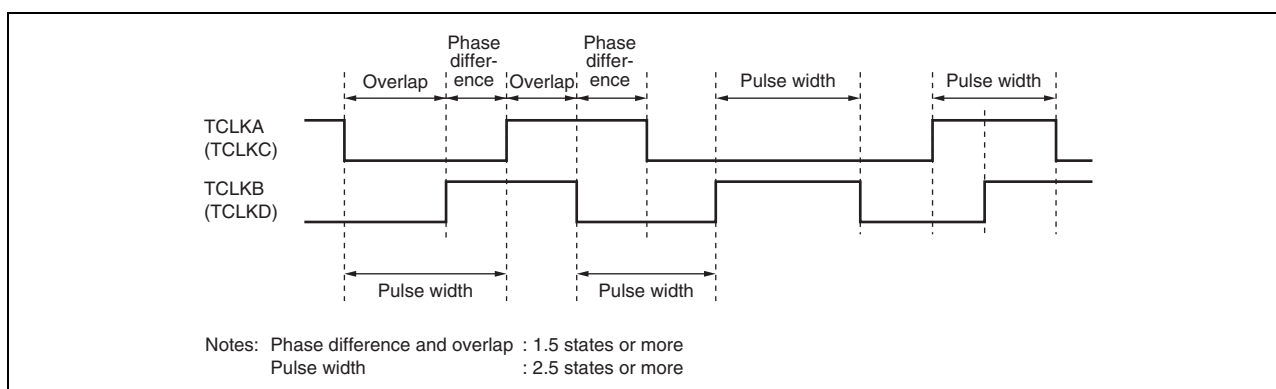 Phase
differ-
ence
Phase
differ-
ence
Overlap
Overlap
Pulse width
Pulse width
TCLKA
(TCLKC)
TCLKB
(TCLKD)
Pulse width
Pulse width
Notes: Phase difference and overlap : 1.5 states or more
Pulse width : 2.5 states or more